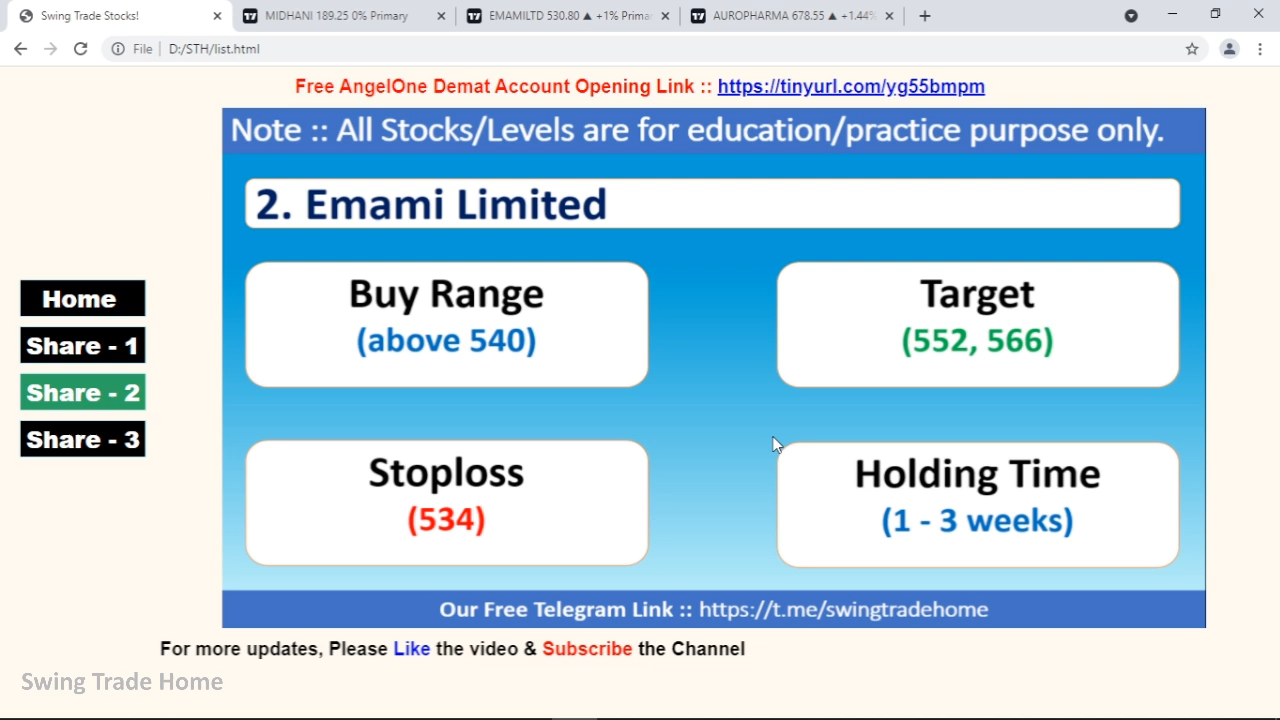 Swing Trade Stocks!
MIDHANI 189.25 0% Primary
EMAMILTD 530.80 ▲ +1% Prima
AUROPHARMA 678.55 ▲ +1.44%
File
D:/STH/list.html
Free AngelOne Demat Account Opening Link :: https://tinyurl.com/yg55bmpm
Note :: All Stocks/Levels are for education/practice purpose only.
2. Emami Limited
Buy Range
(above 540)
Target
(552, 566)
Home
Share - 1
Share - 2
Share - 3
Stoploss
(534)
Holding Time
(1 - 3 weeks)
Our Free Telegram Link :: https://t.me/swingtradehome
For more updates, Please Like the video & Subscribe the Channel
Swing Trade Home